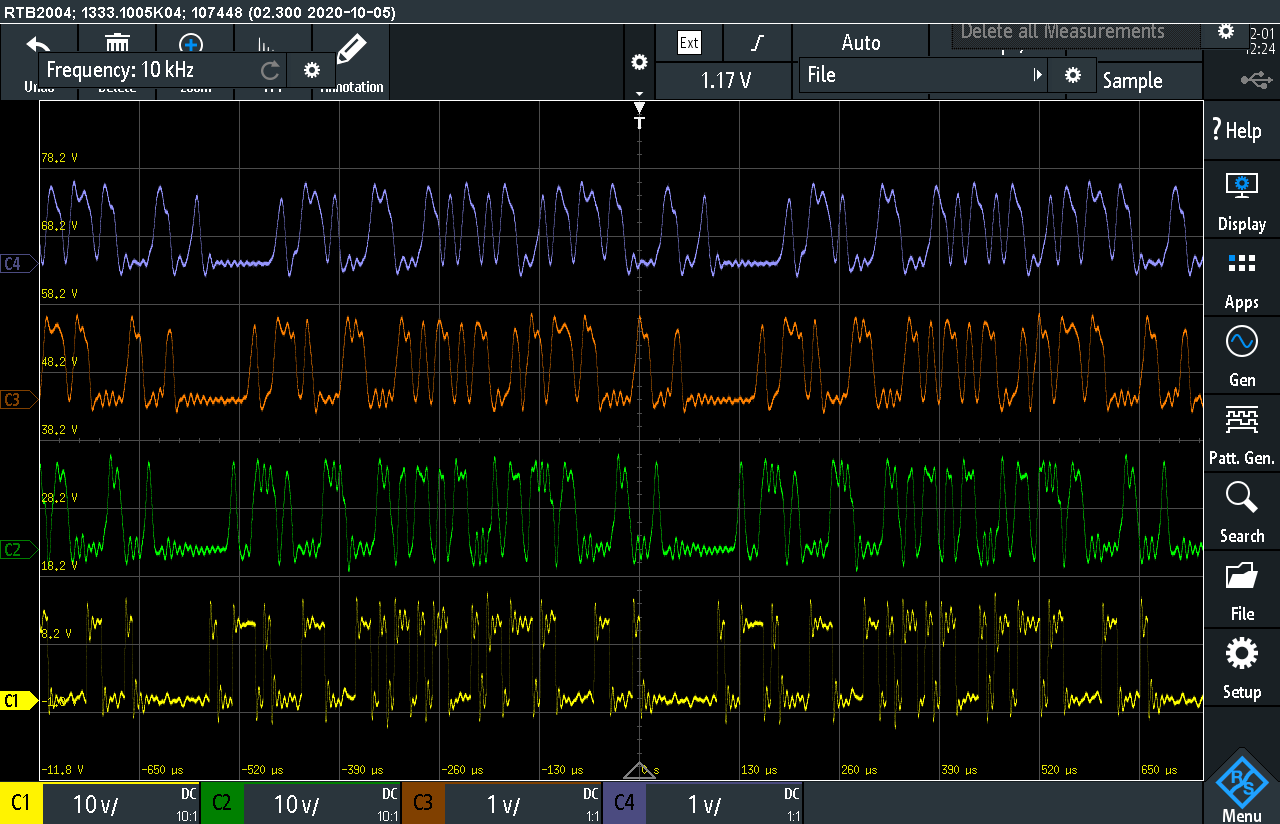 RTB2004; 1333.1005K04; 107448 (02.300 2020-10-05)
Undo
Delete
Zoom
FFT
Annotation
Frequency: 10 kHz
Ext
Auto
1.17 V
File
Sample
Delete all Measurements
2-01
2:24
T
? Help
Display
Apps
Gen
Patt. Gen.
Search
File
Setup
Menu
78.2 V
68.2 V
C4
58.2 V
48.2 V
C3
38.2 V
28.2 V
C2
18.2 V
8.2 V
C1
-11.8 V
-650 µs
-520 µs
-390 µs
-260 µs
-130 µs
0 s
130 µs
260 µs
390 µs
520 µs
650 µs
C1 10 V/ DC 10:1
C2 10 V/ DC 10:1
C3 1 V/ DC 1:1
C4 1 V/ DC 1:1
R&S